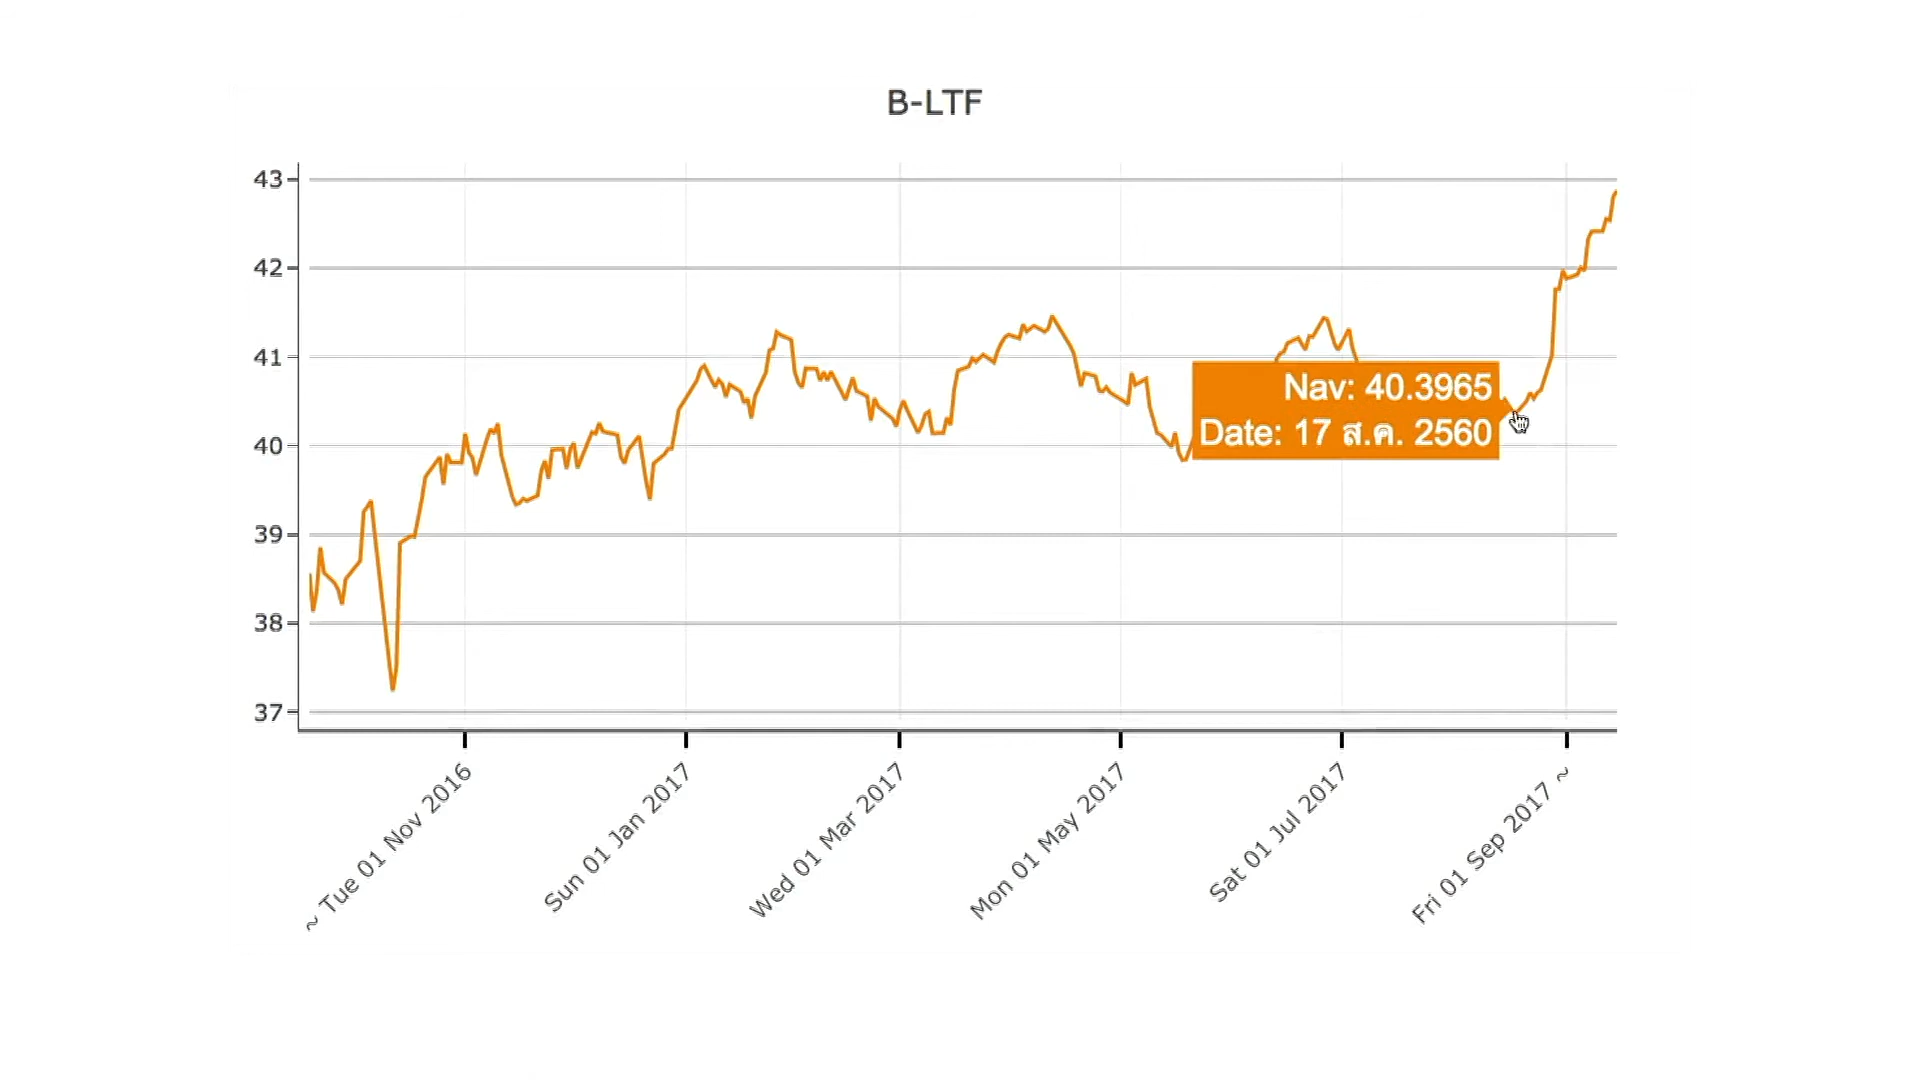 B-LTF
43
42
41
40
39
38
37
Nav: 40.3965
Date: 17 ส.ค. 2560
~ Tue 01 Nov 2016
Sun 01 Jan 2017
Wed 01 Mar 2017
Mon 01 May 2017
Sat 01 Jul 2017
Fri 01 Sep 2017 ~